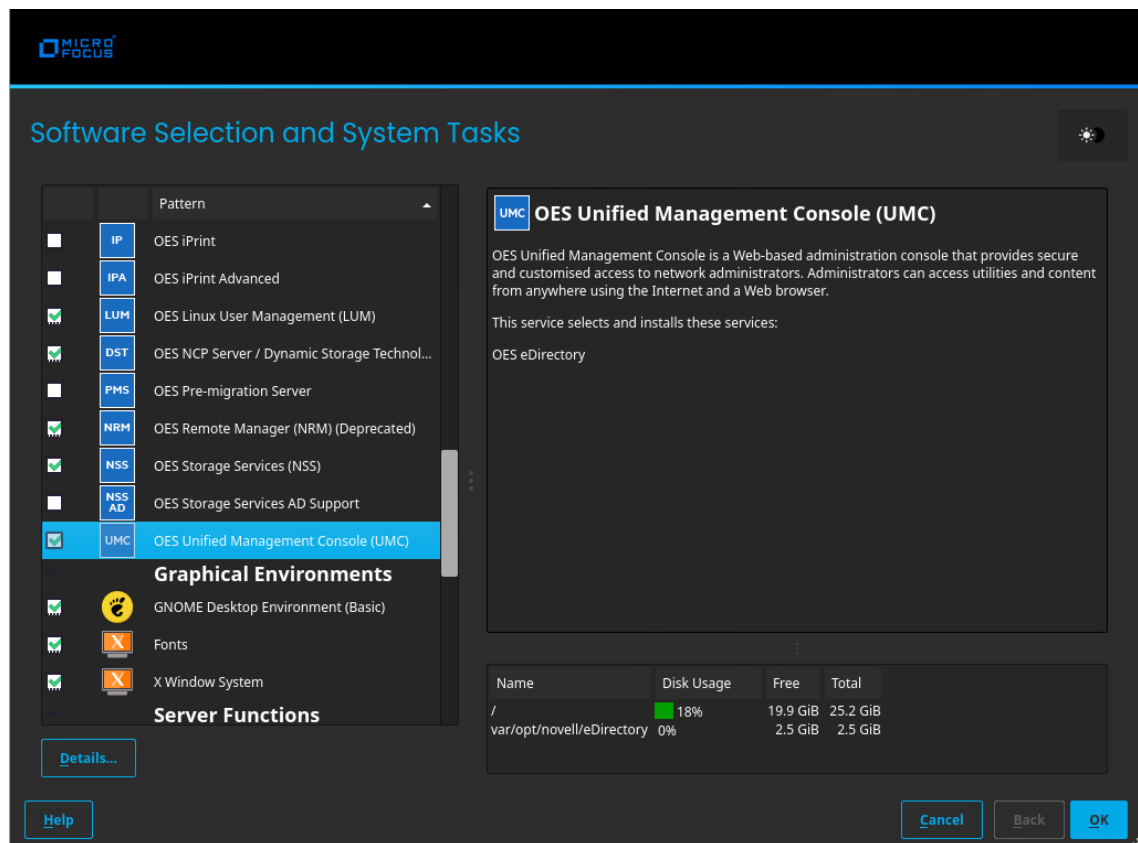 MICRO
FOCUS
Software Selection and System Tasks
Pattern
IP OES iPrint
IPA OES iPrint Advanced
LUM OES Linux User Management (LUM)
DST OES NCP Server / Dynamic Storage Technol...
PMS OES Pre-migration Server
NRM OES Remote Manager (NRM) (Deprecated)
NSS OES Storage Services (NSS)
NSS AD OES Storage Services AD Support
UMC OES Unified Management Console (UMC)
Graphical Environments
GNOME Desktop Environment (Basic)
X Fonts
X X Window System
Server Functions
Details...
UMC OES Unified Management Console (UMC)
OES Unified Management Console is a Web-based administration console that provides secure
and customised access to network administrators. Administrators can access utilities and content
from anywhere using the Internet and a Web browser.
This service selects and installs these services:
OES eDirectory
Name Disk Usage Free Total
/ 18% 19.9 GiB 25.2 GiB
var/opt/novell/eDirectory 0% 2.5 GiB 2.5 GiB
Help
Cancel
Back
OK